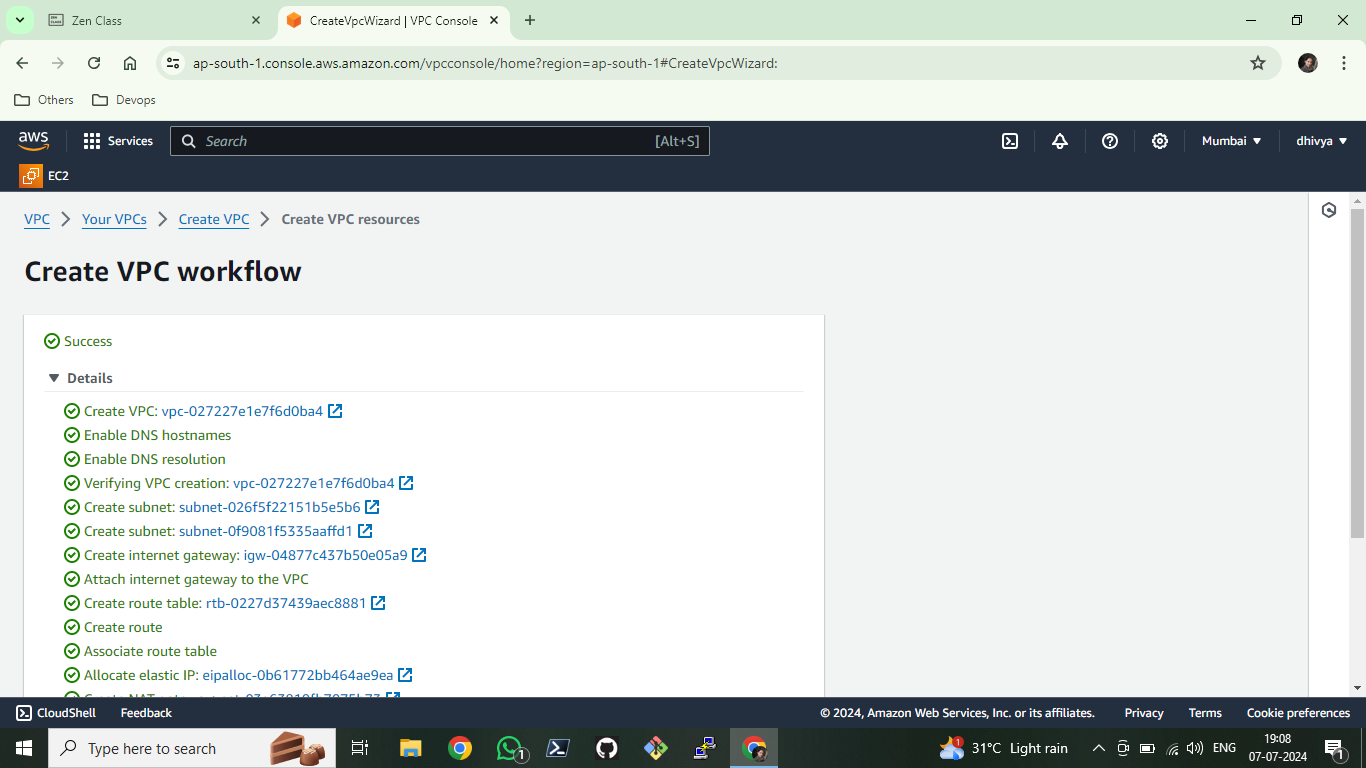 Zen Class
CreateVpcWizard | VPC Console
ap-south-1.console.aws.amazon.com/vpcconsole/home?region=ap-south-1#CreateVpcWizard:
Others
Devops
aws
Services
Search
[Alt+S]
Mumbai
dhivya
EC2
VPC
Your VPCs
Create VPC
Create VPC resources
Create VPC workflow
Success
Details
Create VPC: vpc-027227e1e7f6d0ba4
Enable DNS hostnames
Enable DNS resolution
Verifying VPC creation: vpc-027227e1e7f6d0ba4
Create subnet: subnet-026f5f22151b5e5b6
Create subnet: subnet-0f9081f5335aaffd1
Create internet gateway: igw-04877c437b50e05a9
Attach internet gateway to the VPC
Create route table: rtb-0227d37439aec8881
Create route
Associate route table
Allocate elastic IP: eipalloc-0b61772bb464ae9ea
CloudShell
Feedback
© 2024, Amazon Web Services, Inc. or its affiliates.
Privacy
Terms
Cookie preferences
Type here to search
1
1
31°C Light rain
ENG
19:08
07-07-2024
1